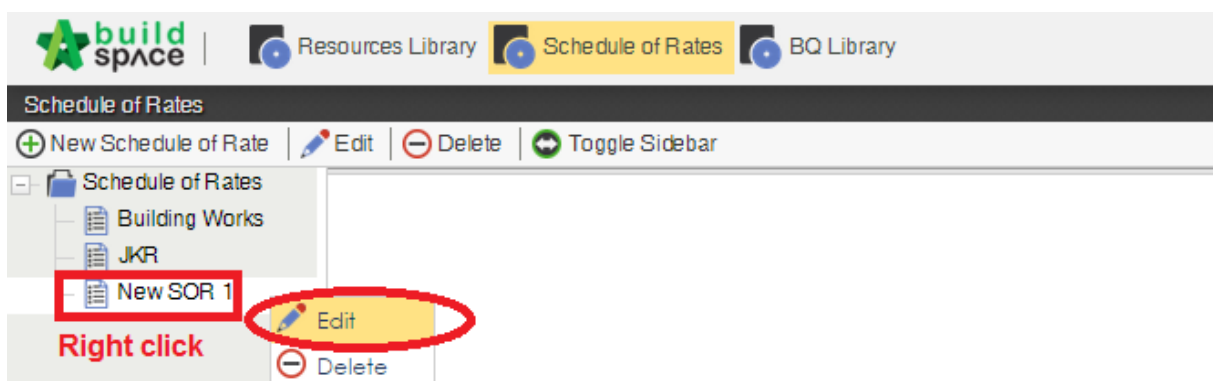 build
spʌce | Resources Library Schedule of Rates BQ Library
Schedule of Rates
New Schedule of Rate Edit Delete Toggle Sidebar
Schedule of Rates
Building Works
JKR
New SOR 1
Edit
Right click
Delete